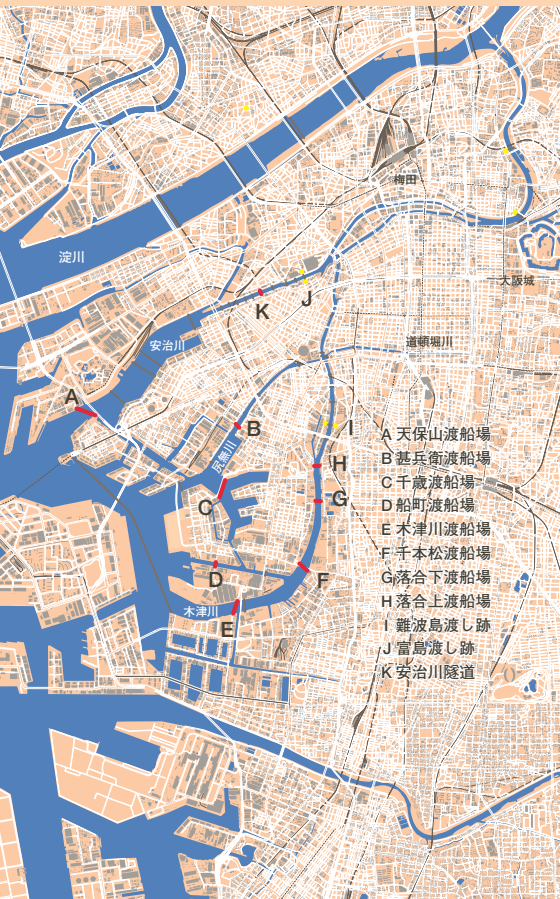 梅田
淀川
大阪城
K
J
安治川
道頓堀川
A
B
I
A 天保山渡船場
尻無川
B 甚兵衛渡船場
H
C 千歳渡船場
C
G
D 船町渡船場
E 木津川渡船場
F 千本松渡船場
D
F
G 落合下渡船場
H 落合上渡船場
木津川
E
I 難波島渡し跡
J 富島渡し跡
K 安治川隧道